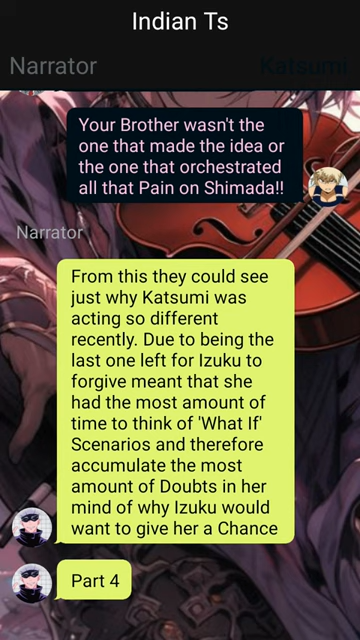 Indian Ts
Narrator
Katsumi
Your Brother wasn't the
one that made the idea or
the one that orchestrated
all that Pain on Shimada!!
Narrator
From this they could see
just why Katsumi was
acting so different
recently. Due to being the
last one left for Izuku to
forgive meant that she
had the most amount of
time to think of 'What If'
Scenarios and therefore
accumulate the most
amount of Doubts in her
mind of why Izuku would
want to give her a Chance
Part 4